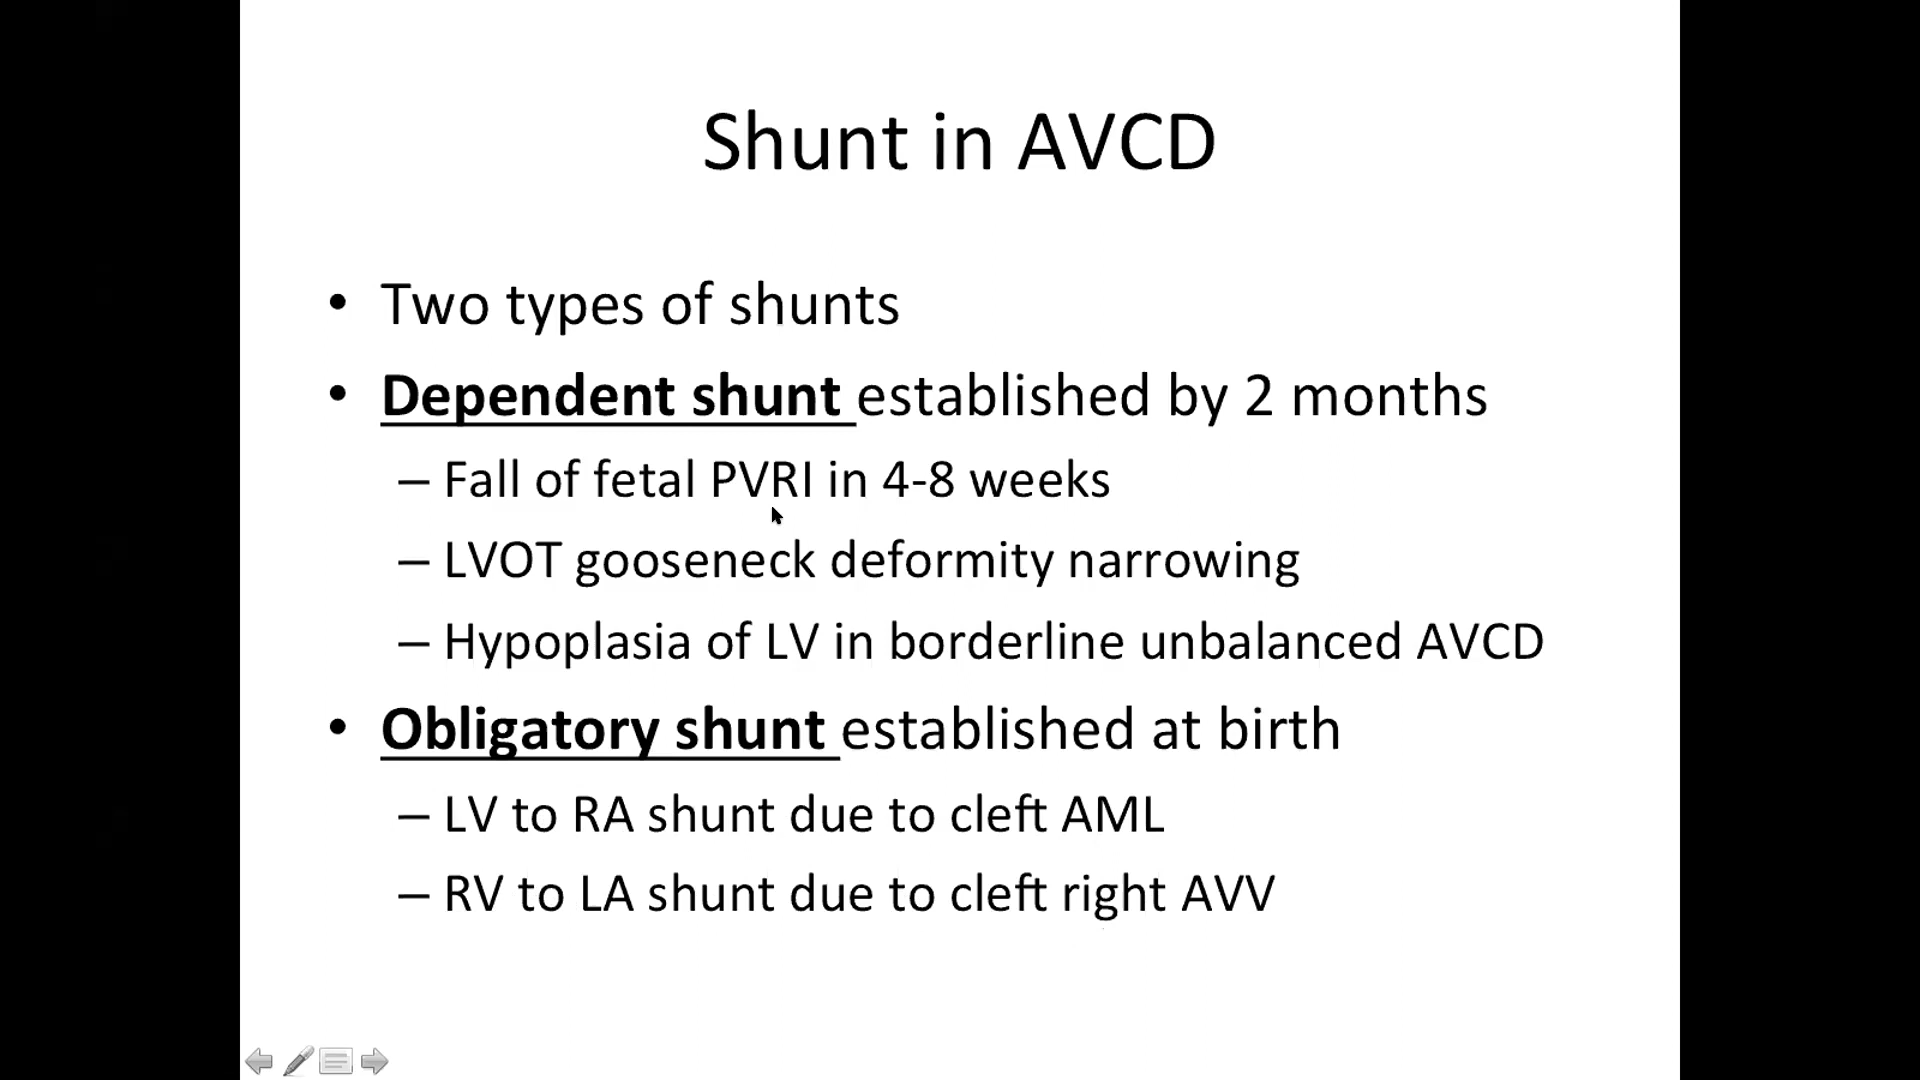 Shunt in AVCD
• Two types of shunts
• Dependent shunt established by 2 months
– Fall of fetal PVRI in 4-8 weeks
– LVOT gooseneck deformity narrowing
– Hypoplasia of LV in borderline unbalanced AVCD
• Obligatory shunt established at birth
– LV to RA shunt due to cleft AML
– RV to LA shunt due to cleft right AVV